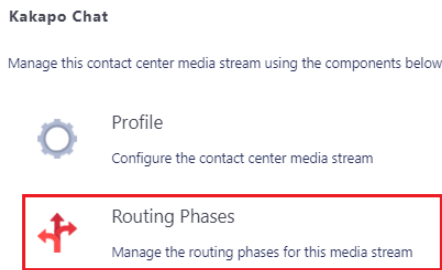 Kakapo Chat
Manage this contact center media stream using the components below
Profile
Configure the contact center media stream
Routing Phases
Manage the routing phases for this media stream